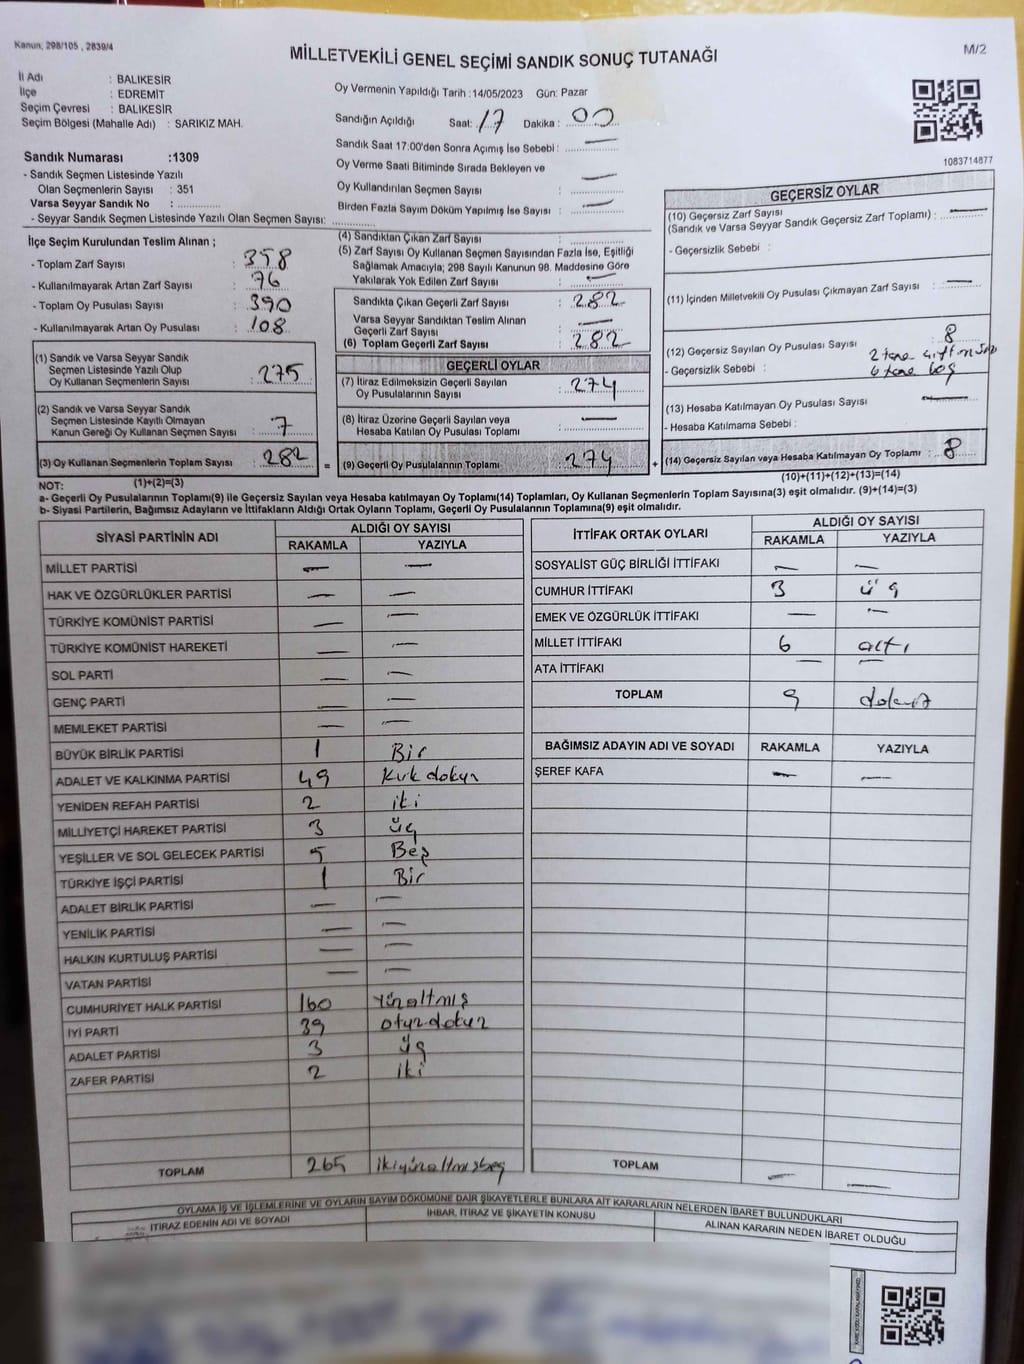 Kanun, 298/105 , 2839/4
MİLLETVEKİLİ GENEL SEÇİMİ SANDIK SONUÇ TUTANAĞI
M/2
İl Adı : BALIKESİR
İlçe : EDREMİT
Seçim Çevresi : BALIKESİR
Seçim Bölgesi (Mahalle Adı) : SARIKIZ MAH.
Sandık Numarası :1309
- Sandık Seçmen Listesinde Yazılı
Olan Seçmenlerin Sayısı : 351
Varsa Seyyar Sandık No : ..............
- Seyyar Sandık Seçmen Listesinde Yazılı Olan Seçmen Sayısı: ..............
Oy Vermenin Yapıldığı Tarih :14/05/2023 Gün: Pazar
Sandığın Açıldığı Saat: 17 Dakika : 00
Sandık Saat 17:00'den Sonra Açımış İse Sebebi : —
Oy Verme Saati Bitiminde Sırada Bekleyen ve
Oy Kullandırılan Seçmen Sayısı : —
Birden Fazla Sayım Döküm Yapılmış İse Sayısı : —
1083714877
İlçe Seçim Kurulundan Teslim Alınan ;
- Toplam Zarf Sayısı : 358
- Kullanılmayarak Artan Zarf Sayısı : 76
- Toplam Oy Pusulası Sayısı : 390
- Kullanılmayarak Artan Oy Pusulası : 108
(1) Sandık ve Varsa Seyyar Sandık
Seçmen Listesinde Yazılı Olup
Oy Kullanan Seçmenlerin Sayısı : 275
(2) Sandık ve Varsa Seyyar Sandık
Seçmen Listesinde Kayıtlı Olmayan
Kanun Gereği Oy Kullanan Seçmen Sayısı : 7
(3) Oy Kullanan Seçmenlerin Toplam Sayısı : 282
(1)+(2)=(3)
(4) Sandıktan Çıkan Zarf Sayısı : ..............
(5) Zarf Sayısı Oy Kullanan Seçmen Sayısından Fazla İse, Eşitliği
Sağlamak Amacıyla; 298 Sayılı Kanunun 98. Maddesine Göre
Yakılarak Yok Edilen Zarf Sayısı : —
Sandıkta Çıkan Geçerli Zarf Sayısı : 282
Varsa Seyyar Sandıktan Teslim Alınan
Geçerli Zarf Sayısı : —
(6) Toplam Geçerli Zarf Sayısı : 282
GEÇERLİ OYLAR
(7) İtiraz Edilmeksizin Geçerli Sayılan
Oy Pusulalarının Sayısı : 274
(8) İtiraz Üzerine Geçerli Sayılan veya
Hesaba Katılan Oy Pusulası Toplamı : —
= (9) Geçerli Oy Pusulalarının Toplamı : 274 +
GEÇERSİZ OYLAR
(10) Geçersiz Zarf Sayısı
(Sandık ve Varsa Seyyar Sandık Geçersiz Zarf Toplamı) : —
- Geçersizlik Sebebi :
(11) İçinden Milletvekili Oy Pusulası Çıkmayan Zarf Sayısı : —
(12) Geçersiz Sayılan Oy Pusulası Sayısı : 8
- Geçersizlik Sebebi : 2 tane çift
6 tane boş
(13) Hesaba Katılmayan Oy Pusulası Sayısı : —
- Hesaba Katılmama Sebebi :
(14) Geçersiz Sayılan veya Hesaba Katılmayan Oy Toplamı : 8
(10)+(11)+(12)+(13)=(14)
NOT:
a- Geçerli Oy Pusulalarının Toplamı(9) ile Geçersiz Sayılan veya Hesaba katılmayan Oy Toplamı(14) Toplamları, Oy Kullanan Seçmenlerin Toplam Sayısına(3) eşit olmalıdır. (9)+(14)=(3)
b- Siyasi Partilerin, Bağımsız Adayların ve İttifakların Aldığı Ortak Oyların Toplamı, Geçerli Oy Pusulalarının Toplamına(9) eşit olmalıdır.
SİYASİ PARTİNİN ADI ALDIĞI OY SAYISI
RAKAMLA YAZIYLA
MİLLET PARTİSİ — —
HAK VE ÖZGÜRLÜKLER PARTİSİ — —
TÜRKİYE KOMÜNİST PARTİSİ — —
TÜRKİYE KOMÜNİST HAREKETİ — —
SOL PARTİ — —
GENÇ PARTİ — —
MEMLEKET PARTİSİ — —
BÜYÜK BİRLİK PARTİSİ 1 Bir
ADALET VE KALKINMA PARTİSİ 49 Kırkdokuz
YENİDEN REFAH PARTİSİ 2 iki
MİLLİYETÇİ HAREKET PARTİSİ 3 üç
YEŞİLLER VE SOL GELECEK PARTİSİ 5 Beş
TÜRKİYE İŞÇİ PARTİSİ 1 Bir
ADALET BİRLİK PARTİSİ — —
YENİLİK PARTİSİ — —
HALKIN KURTULUŞ PARTİSİ — —
VATAN PARTİSİ — —
CUMHURİYET HALK PARTİSİ 160 Yüzaltmış
İYİ PARTİ 39 otuzdokuz
ADALET PARTİSİ 3 üç
ZAFER PARTİSİ 2 iki
TOPLAM 265 ikiyüzaltmışbeş
İTTİFAK ORTAK OYLARI ALDIĞI OY SAYISI
RAKAMLA YAZIYLA
SOSYALİST GÜÇ BİRLİĞİ İTTİFAKI — —
CUMHUR İTTİFAKI 3 üç
EMEK VE ÖZGÜRLÜK İTTİFAKI — —
MİLLET İTTİFAKI 6 altı
ATA İTTİFAKI — —
TOPLAM 9 dokuz
BAĞIMSIZ ADAYIN ADI VE SOYADI RAKAMLA YAZIYLA
ŞEREF KAFA — —
TOPLAM — —
OYLAMA İŞ VE İŞLEMLERİNE VE OYLARIN SAYIM DÖKÜMÜNE DAİR ŞİKAYETLERLE BUNLARA AİT KARARLARIN NELERDEN İBARET BULUNDUKLARI
İTİRAZ EDENİN ADI VE SOYADI İHBAR, İTİRAZ VE ŞİKAYETİN KONUSU ALINAN KARARIN NEDEN İBARET OLDUĞU